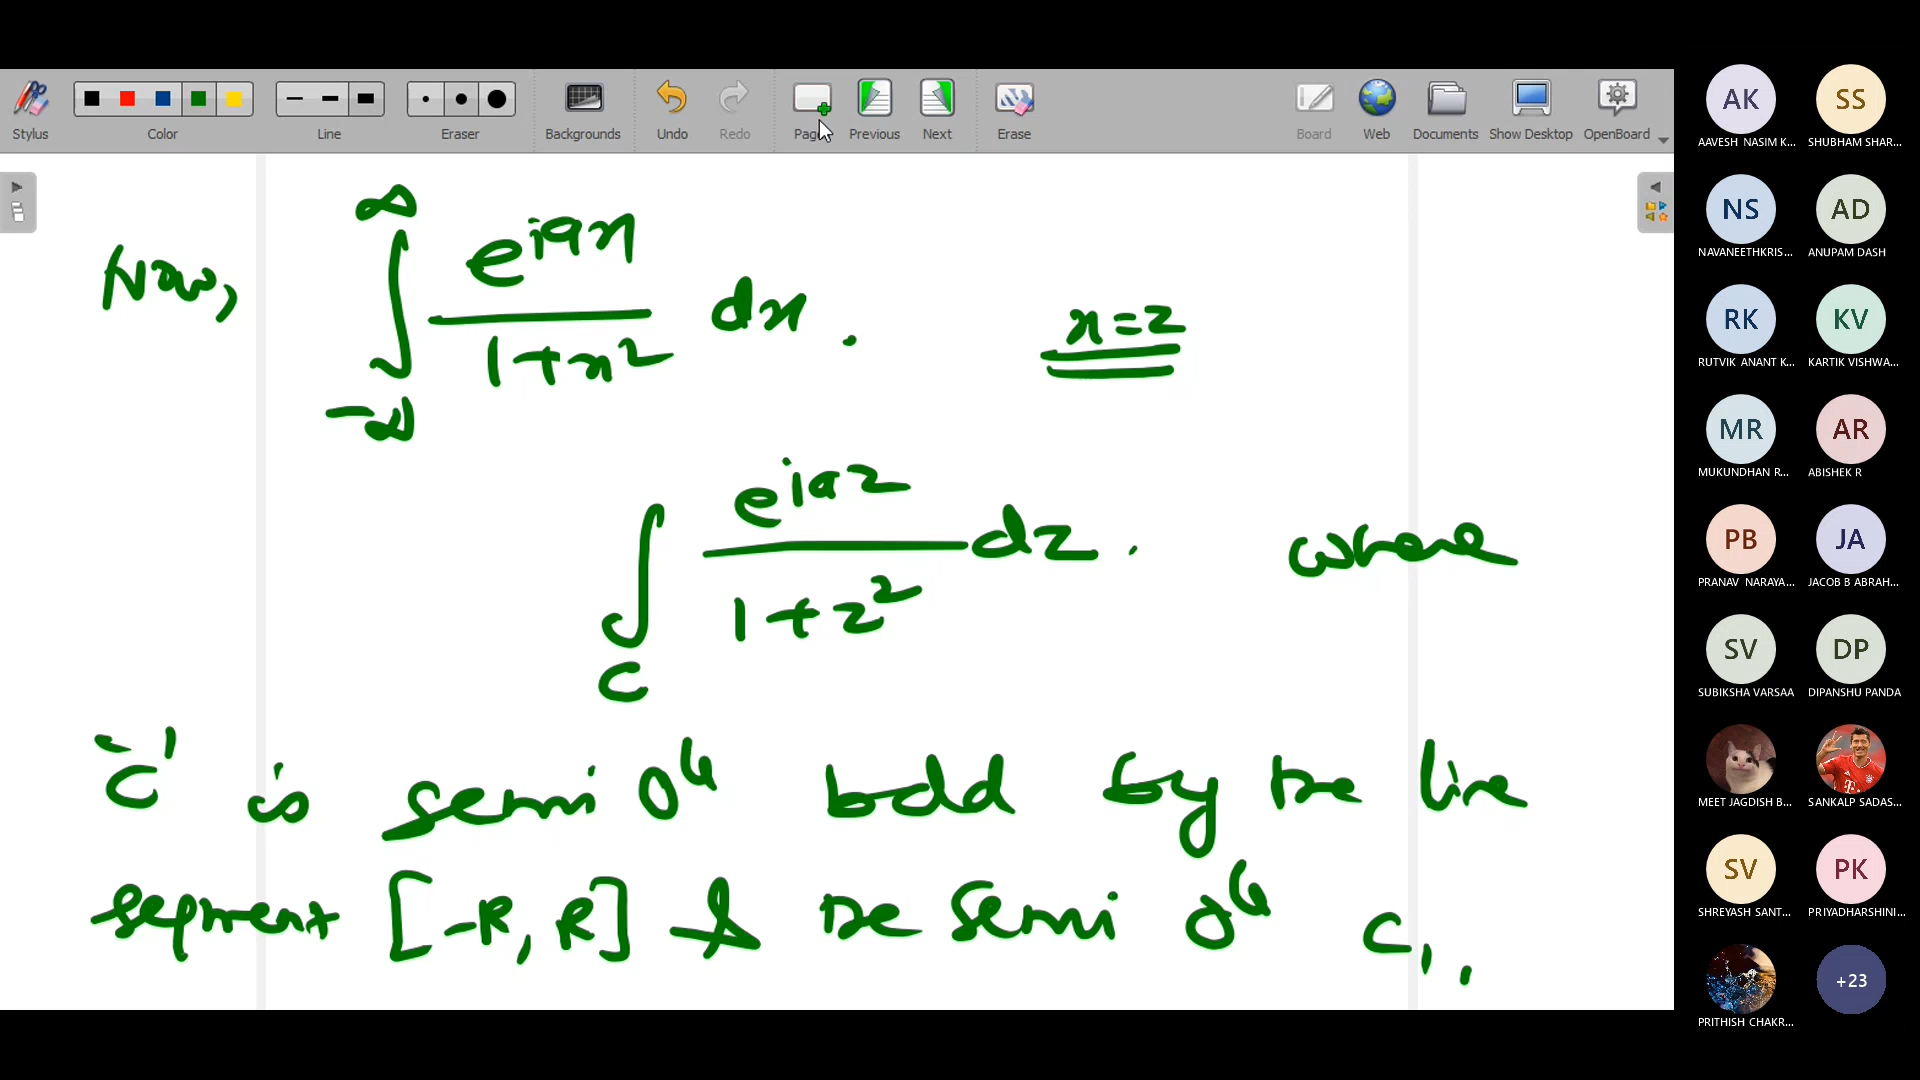 Stylus Color Line Eraser Backgrounds Undo Redo Page Previous Next Erase Board Web Documents Show Desktop OpenBoard
Now, ∫_{-∞}^{∞} e^{iax}/(1+x²) dx. x=z
∫_C e^{iaz}/(1+z²) dz. where
'C' is semi Ole bdd by the line
segment [-R, R] & the semi Ole C₁,
AK SS
AAVESH NASIM K... SHUBHAM SHAR...
NS AD
NAVANEETHKRIS... ANUPAM DASH
RK KV
RUTVIK ANANT K... KARTIK VISHWA...
MR AR
MUKUNDHAN R... ABISHEK R
PB JA
PRANAV NARAYA... JACOB B ABRAH...
SV DP
SUBIKSHA VARSAA DIPANSHU PANDA
MEET JAGDISH B... SANKALP SADAS...
SV PK
SHREYASH SANT... PRIYADHARSHINI...
+23
PRITHISH CHAKR...